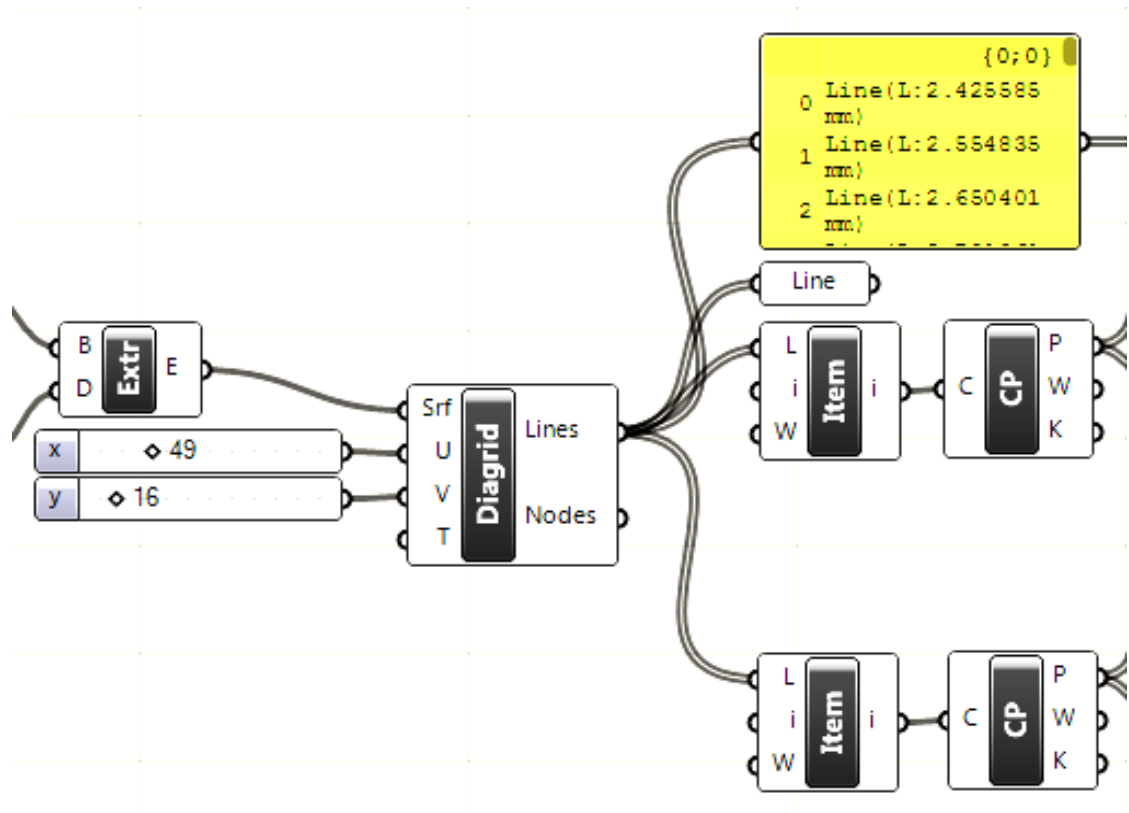 {0;0}
0 Line(L:2.425585
mm)
1 Line(L:2.554835
mm)
2 Line(L:2.650401
mm)
Line
B
D
Extr
E
x 49
y 16
Srf
U
V
T
Diagrid
Lines
Nodes
L
i
W
Item
i
C
CP
P
W
K
L
i
W
Item
i
C
CP
P
W
K